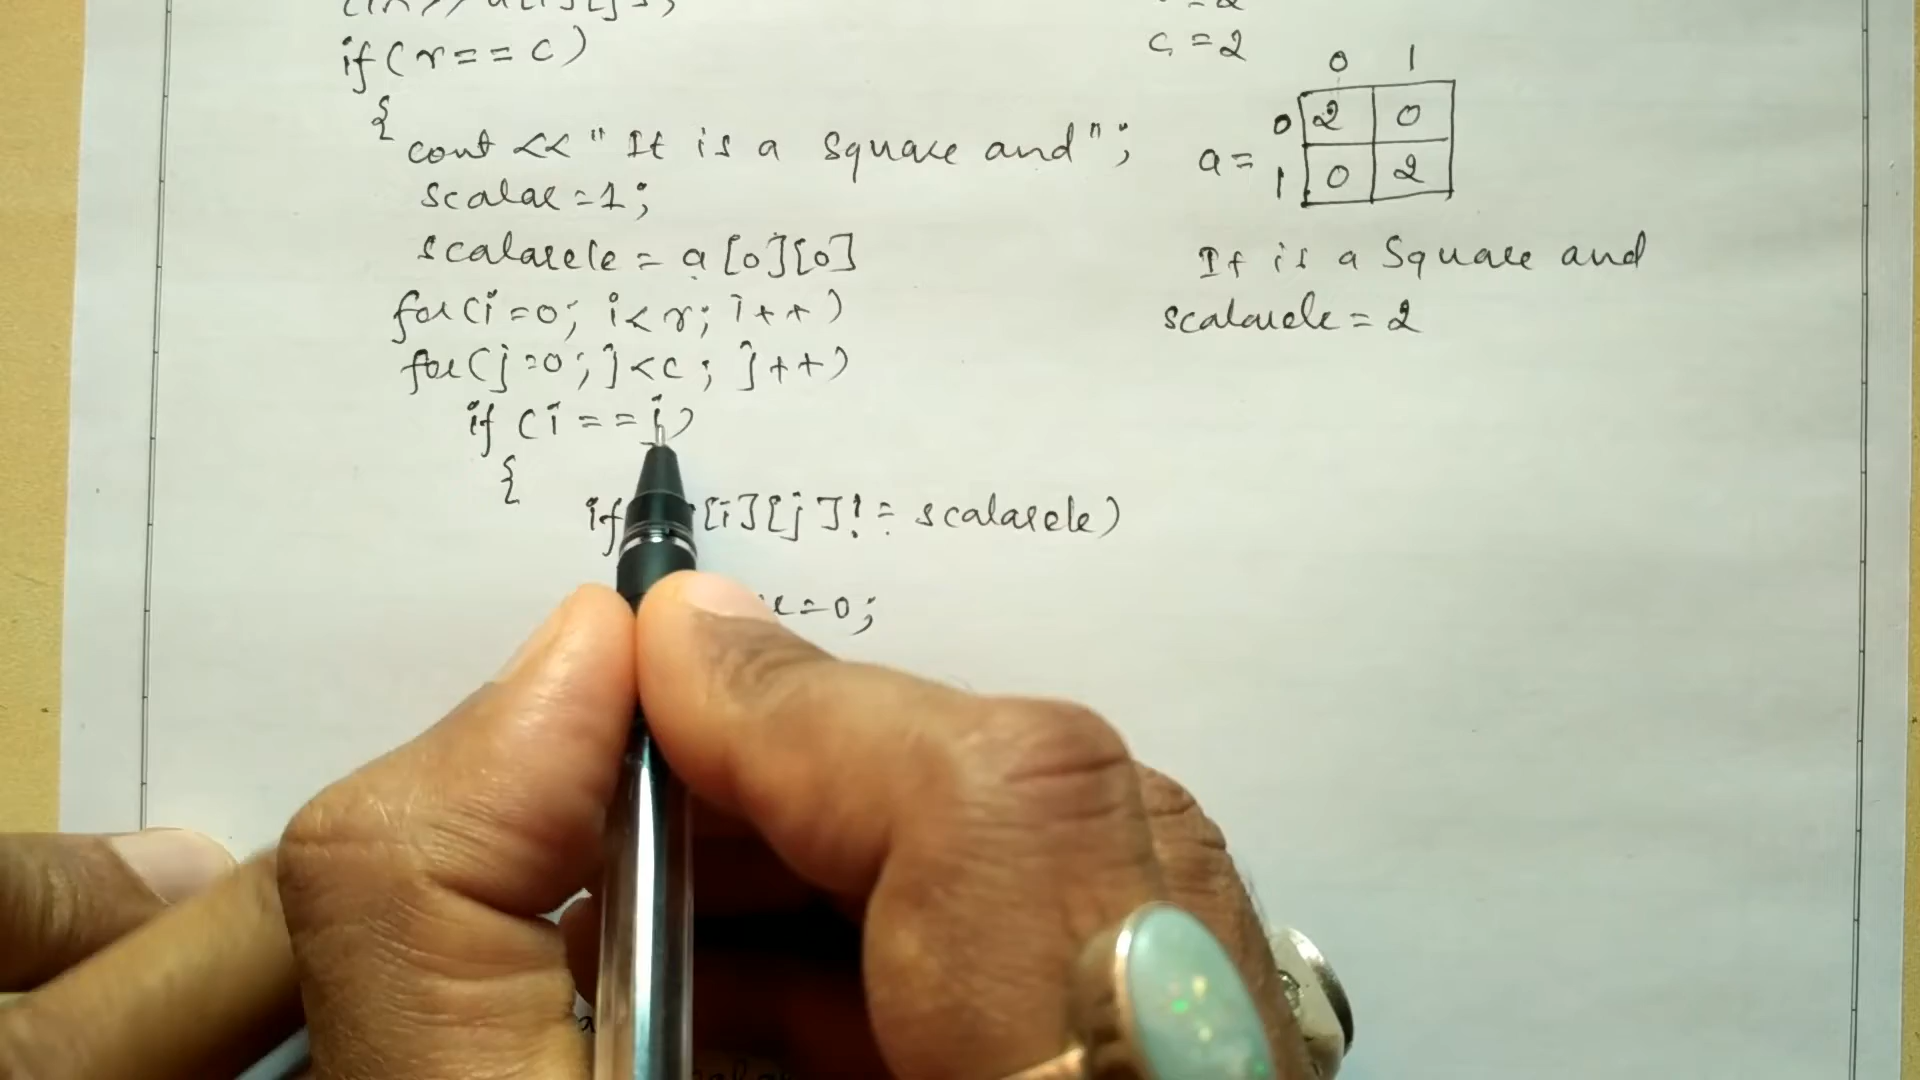 if(r==c)
{
cout << "It is a square and";
scalar=1;
scalarele = a[0][0]
for(i=0; i<r; i++)
for(j=0; j<c; j++)
if (i==j)
{
if [i][j]!= scalarele)
=0;
c=2
0 1
0 2 0
a=
1 0 2
It is a Square and
scalarele = 2